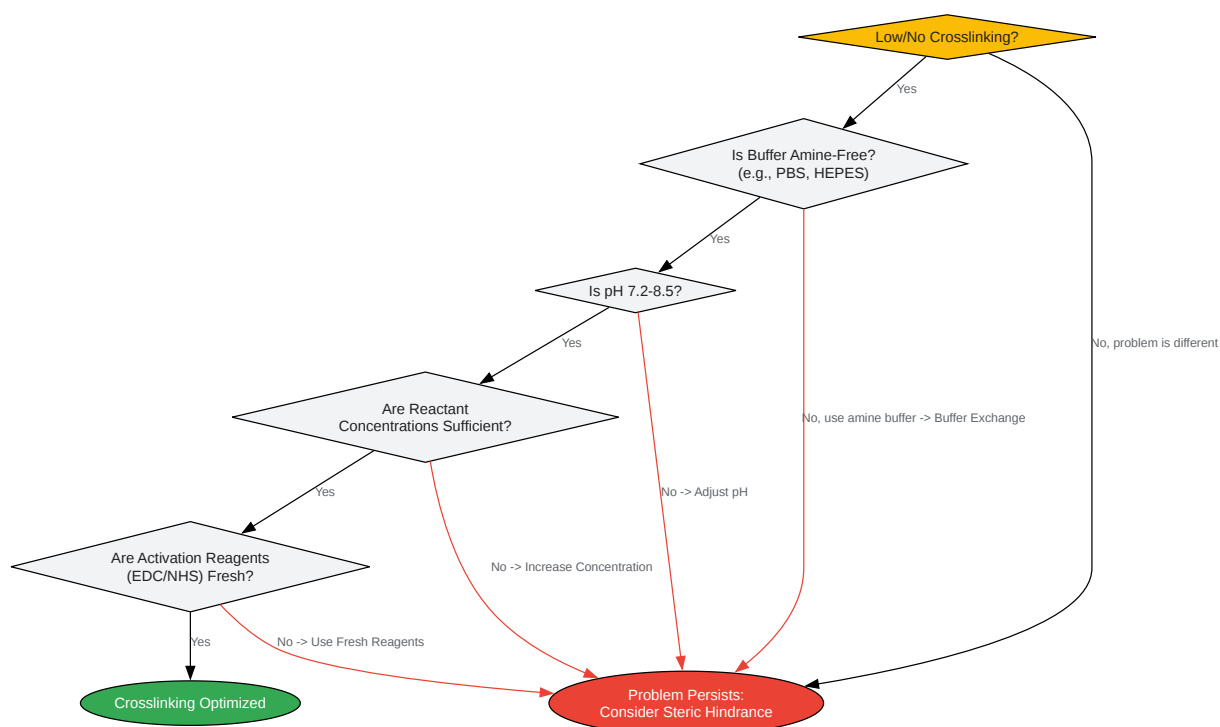 Low/No Crosslinking?
Yes
Is Buffer Amine-Free?
(e.g., PBS, HEPES)
Yes
Is pH 7.2-8.5?
Yes
No, problem is different
Are Reactant
Concentrations Sufficient?
No, use amine buffer -> Buffer Exchange
Yes
No -> Adjust pH
Are Activation Reagents
(EDC/NHS) Fresh?
No -> Increase Concentration
Yes
No -> Use Fresh Reagents
Crosslinking Optimized
Problem Persists:
Consider Steric Hindrance